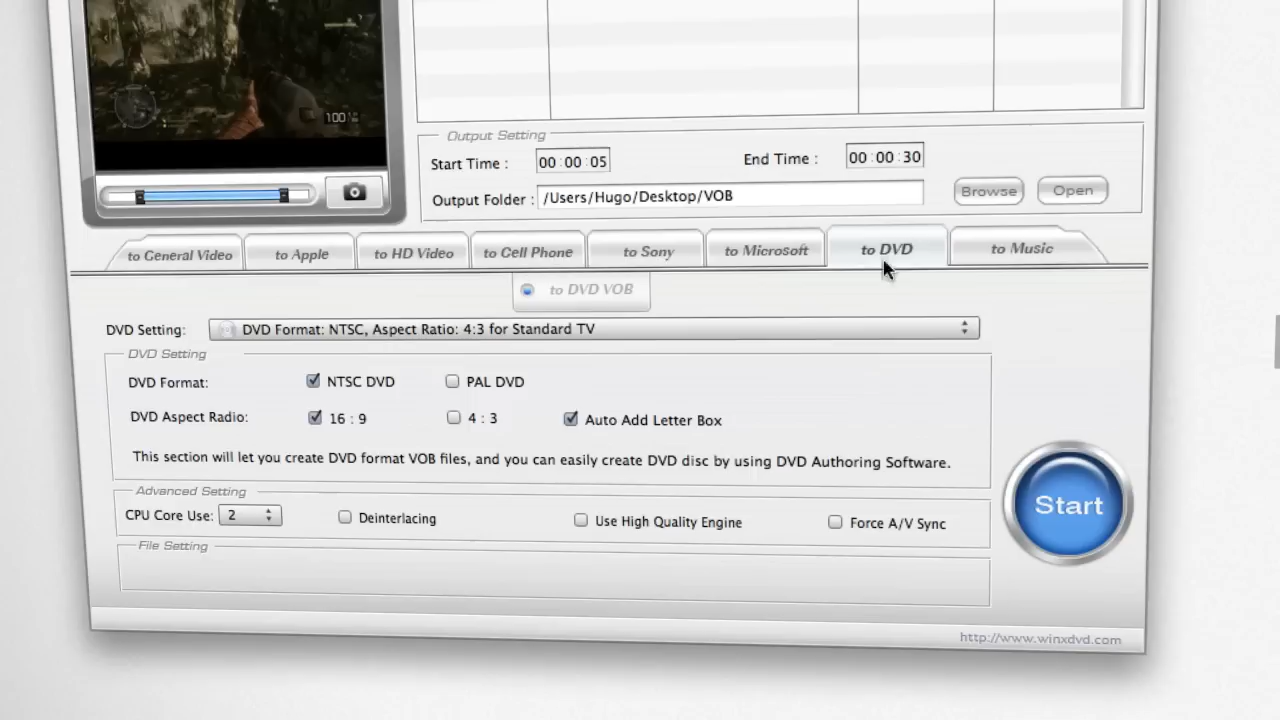 100
Output Setting
Start Time : 00:00:05 End Time : 00:00:30
Output Folder : /Users/Hugo/Desktop/VOB Browse Open
to General Video to Apple to HD Video to Cell Phone to Sony to Microsoft to DVD to Music
to DVD VOB
DVD Setting: DVD Format: NTSC, Aspect Ratio: 4:3 for Standard TV
DVD Setting
DVD Format: NTSC DVD PAL DVD
DVD Aspect Radio: 16 : 9 4 : 3 Auto Add Letter Box
This section will let you create DVD format VOB files, and you can easily create DVD disc by using DVD Authoring Software.
Advanced Setting
CPU Core Use: 2 Deinterlacing Use High Quality Engine Force A/V Sync
Start
File Setting
http://www.winxdvd.com